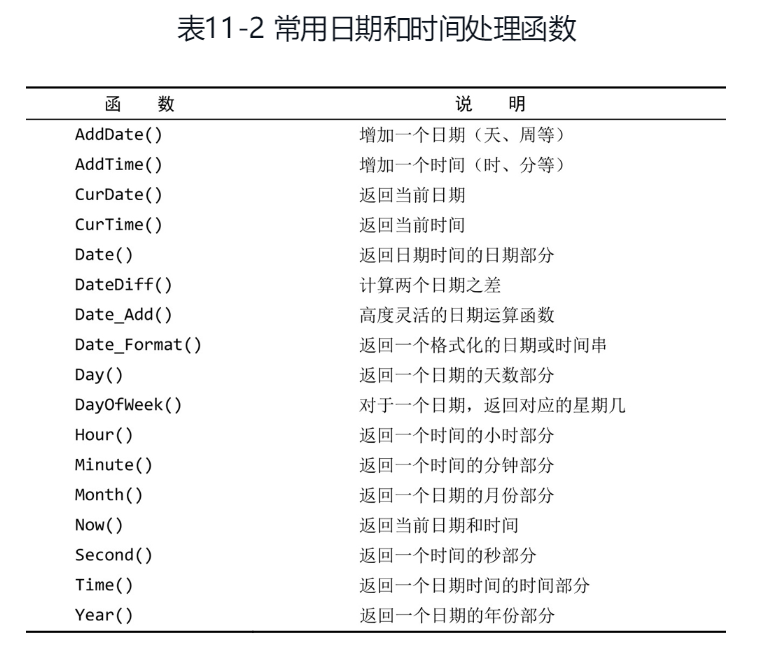 表11-2 常用日期和时间处理函数
函 数 说 明
AddDate() 增加一个日期（天、周等）
AddTime() 增加一个时间（时、分等）
CurDate() 返回当前日期
CurTime() 返回当前时间
Date() 返回日期时间的日期部分
DateDiff() 计算两个日期之差
Date_Add() 高度灵活的日期运算函数
Date_Format() 返回一个格式化的日期或时间串
Day() 返回一个日期的天数部分
DayOfWeek() 对于一个日期，返回对应的星期几
Hour() 返回一个时间的小时部分
Minute() 返回一个时间的分钟部分
Month() 返回一个日期的月份部分
Now() 返回当前日期和时间
Second() 返回一个时间的秒部分
Time() 返回一个日期时间的时间部分
Year() 返回一个日期的年份部分